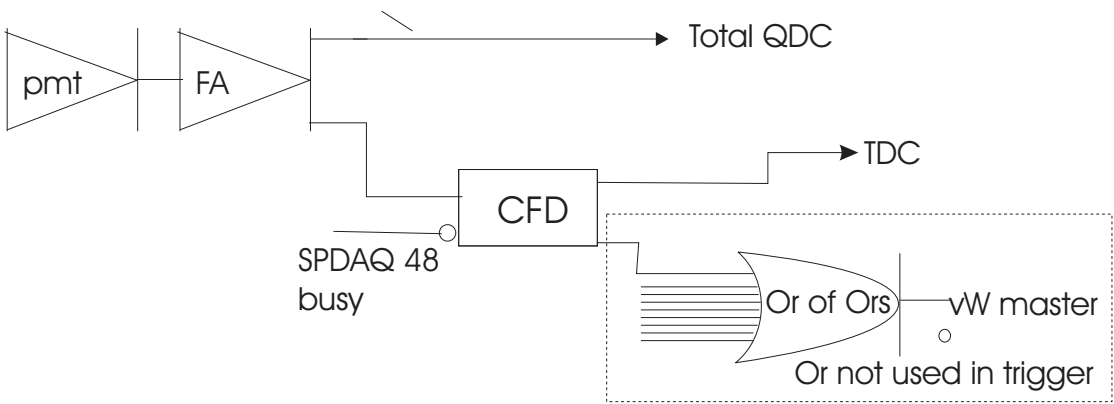 pmt
FA
Total QDC
TDC
CFD
SPDAQ 48
busy
Or of Ors
vW master
Or not used in trigger